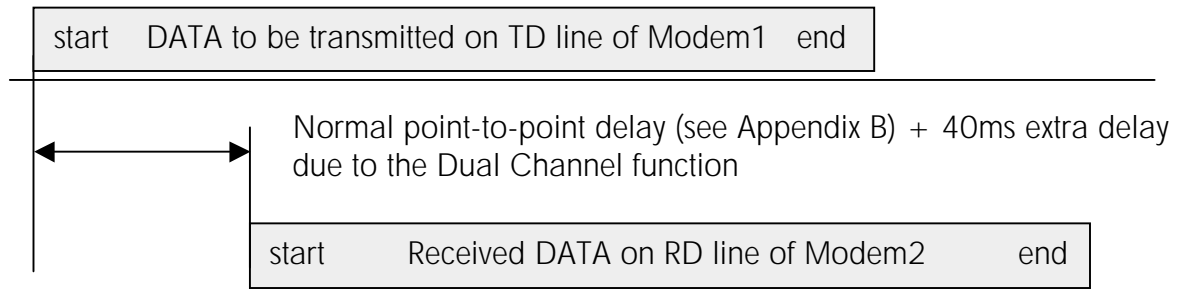 start DATA to be transmitted on TD line of Modem1 end
Normal point-to-point delay (see Appendix B) + 40ms extra delay
due to the Dual Channel function
start Received DATA on RD line of Modem2 end